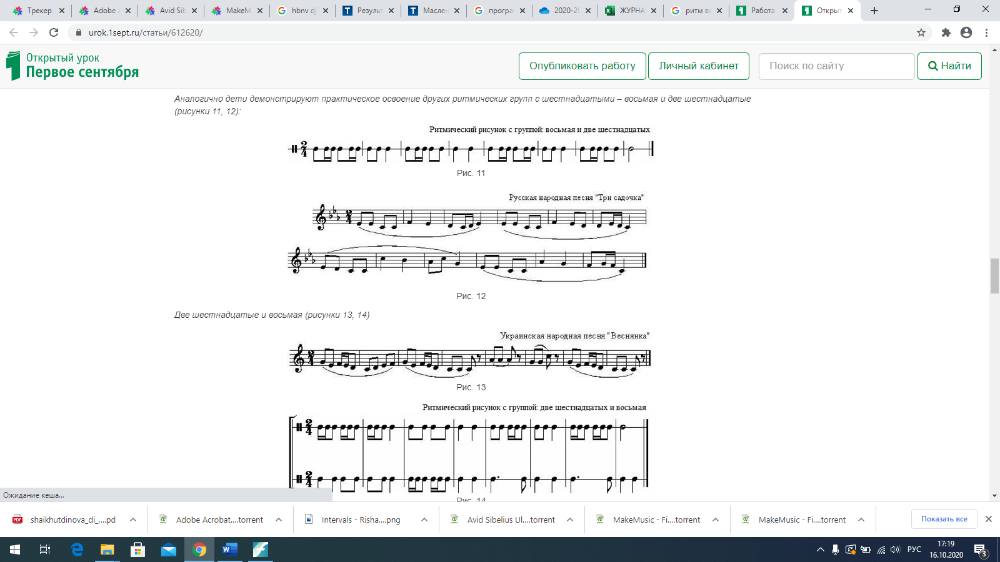 Трекер
Adobe A
Avid Sib
MakeM
hbnv dj
Результ
Маслен
програ
2020-20
ЖУРНА
ритм во
Работа
Открыт
urok.1sept.ru/статьи/612620/
Открытый урок
Первое сентября
Опубликовать работу
Личный кабинет
Поиск по сайту
Найти
Аналогично дети демонстрируют практическое освоение других ритмических групп с шестнадцатыми – восьмая и две шестнадцатые
(рисунки 11, 12):
Ритмический рисунок с группой: восьмая и две шестнадцатых
2
4
Рис. 11
Русская народная песня "Три садочка"
2
4
Рис. 12
Две шестнадцатые и восьмая (рисунки 13, 14)
Украинская народная песня "Веснянка"
2
4
Рис. 13
Ритмический рисунок с группой: две шестнадцатых и восьмая
2
4
2
4
Рис. 14
Ожидание кеша...
shaikhutdinova_di_....pd
Adobe Acrobat....torrent
Intervals - Risha....png
Avid Sibelius Ul....torrent
MakeMusic - Fi....torrent
MakeMusic - Fi....torrent
Показать все
РУС
17:19
16.10.2020
3